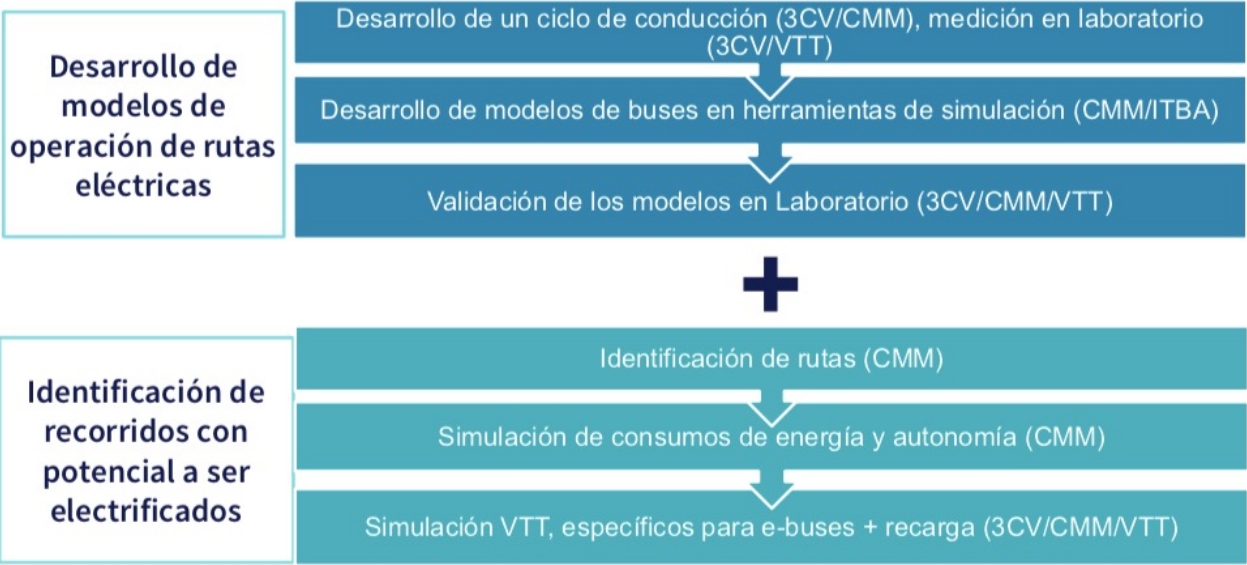 Desarrollo de
modelos de
operación de rutas
eléctricas
Desarrollo de un ciclo de conducción (3CV/CMM), medición en laboratorio
(3CV/VTT)
Desarrollo de modelos de buses en herramientas de simulación (CMM/ITBA)
Validación de los modelos en Laboratorio (3CV/CMM/VTT)
+
Identificación de
recorridos con
potencial a ser
electrificados
Identificación de rutas (CMM)
Simulación de consumos de energía y autonomía (CMM)
Simulación VTT, específicos para e-buses + recarga (3CV/CMM/VTT)